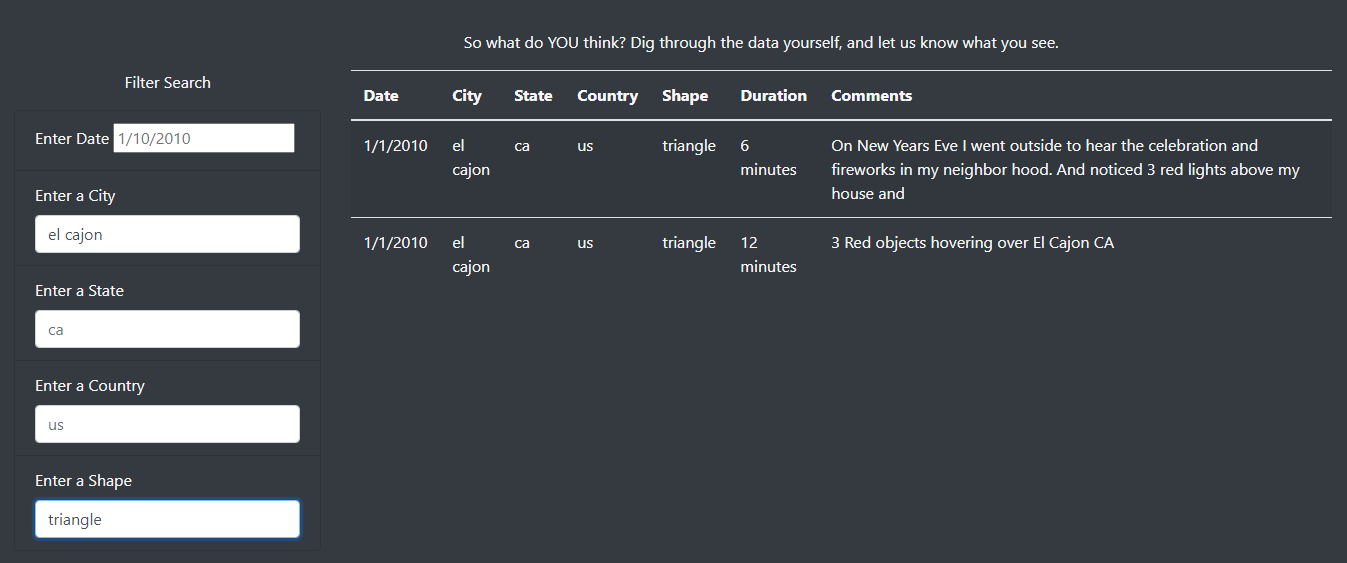 So what do YOU think? Dig through the data yourself, and let us know what you see.
Filter Search
Enter Date 1/10/2010
Enter a City
el cajon
Enter a State
ca
Enter a Country
us
Enter a Shape
triangle
Date City State Country Shape Duration Comments
1/1/2010 el ca us triangle 6 On New Years Eve I went outside to hear the celebration and
cajon minutes fireworks in my neighbor hood. And noticed 3 red lights above my
house and
1/1/2010 el ca us triangle 12 3 Red objects hovering over El Cajon CA
cajon minutes